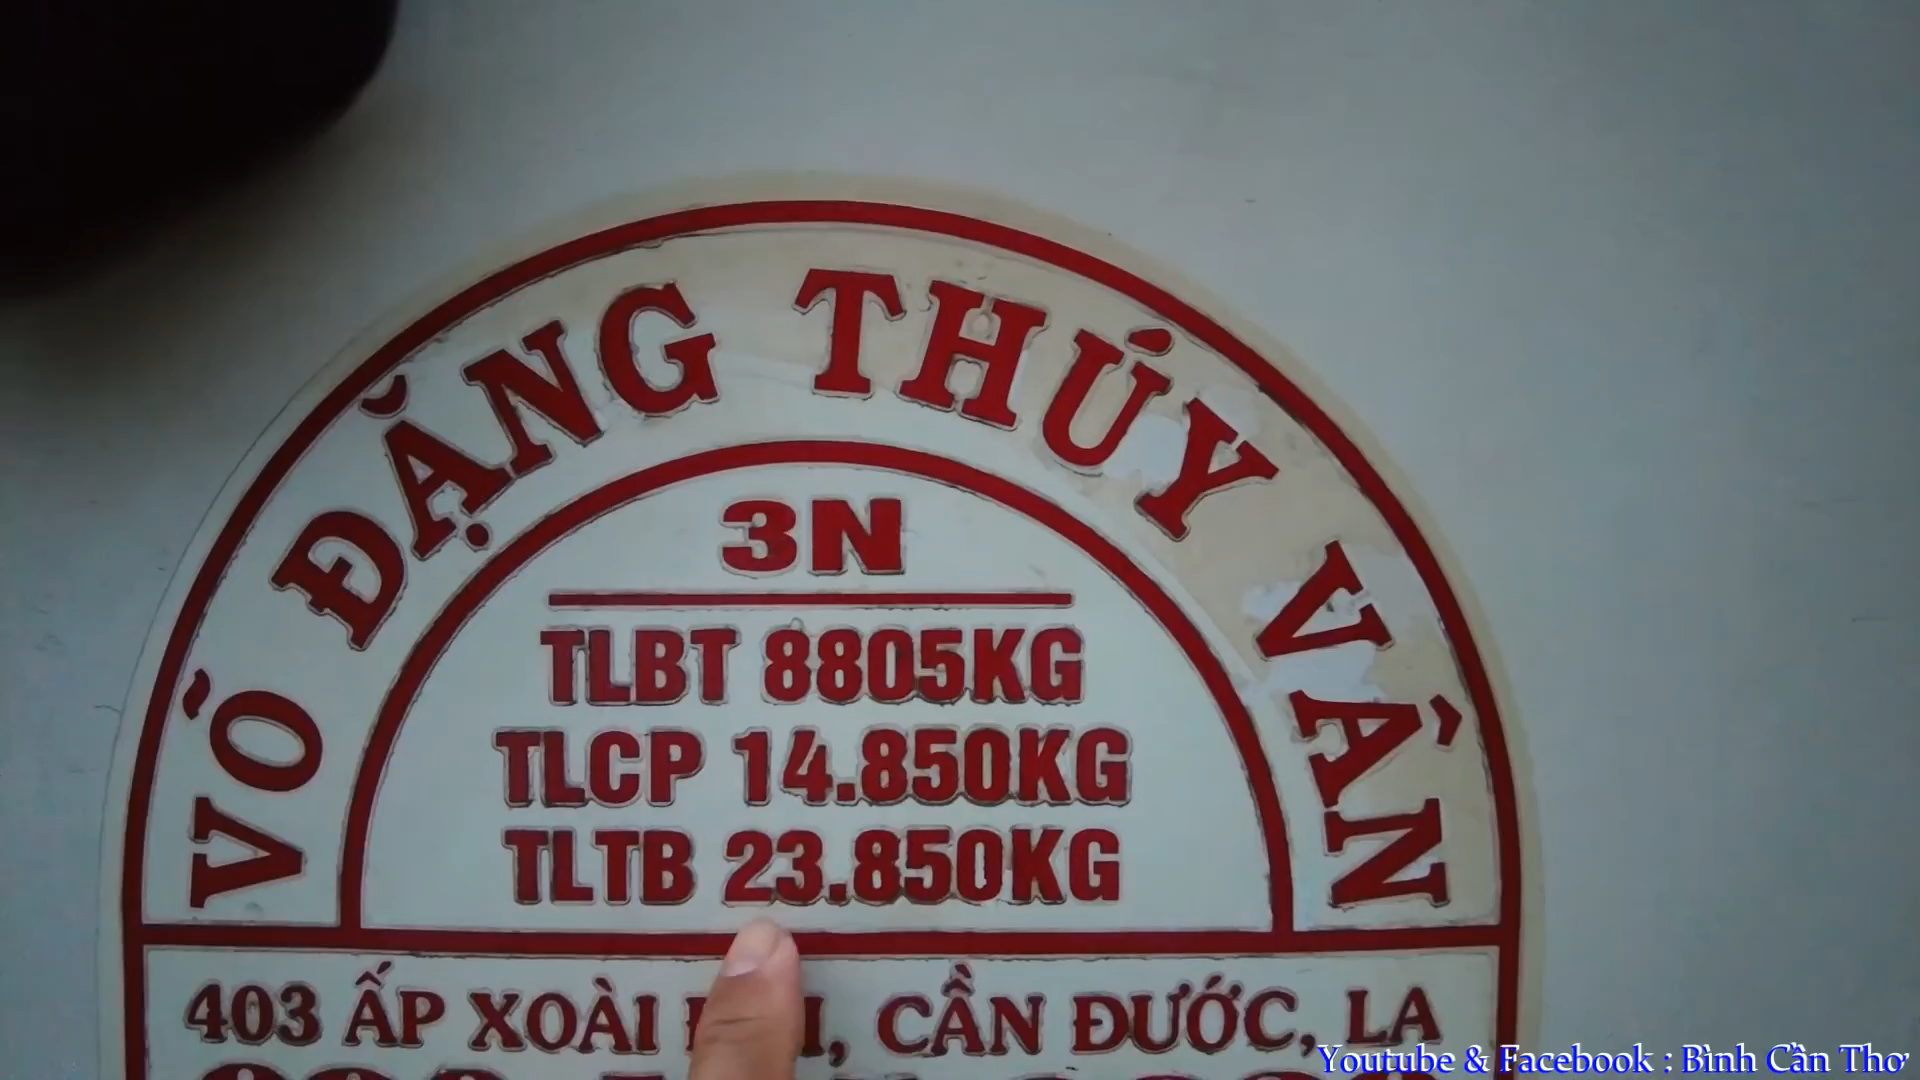 VÕ ĐẶNG THÚY VÂN
3N
TLBT 8805KG
TLCP 14.850KG
TLTB 23.850KG
403 ẤP XOÀI CẦN ĐƯỚC, LA
Youtube & Facebook : Bình Cần Thơ